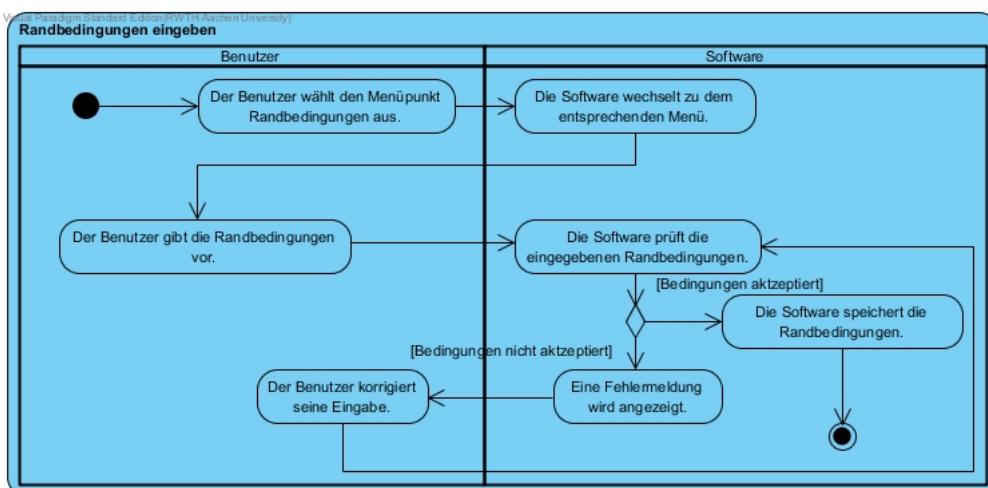 Visual Paradigm Standard Edition(RWTH Aachen University)
Randbedingungen eingeben
Benutzer
Software
Der Benutzer wählt den Menüpunkt
Randbedingungen aus.
Die Software wechselt zu dem
entsprechenden Menü.
Der Benutzer gibt die Randbedingungen
vor.
Die Software prüft die
eingegebenen Randbedingungen.
[Bedingungen aktzeptiert]
Die Software speichert die
Randbedingungen.
[Bedingungen nicht aktzeptiert]
Der Benutzer korrigiert
seine Eingabe.
Eine Fehlermeldung
wird angezeigt.